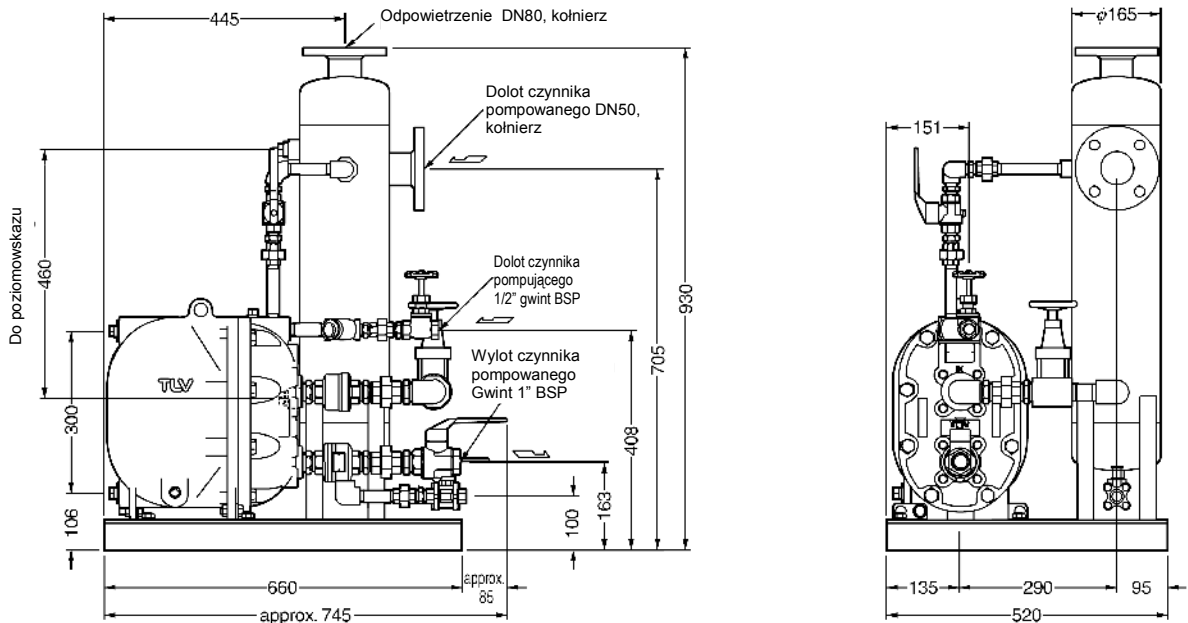 445
Odpowietrzenie DN80, kołnierz
Dolot czynnika
pompowanego DN50,
kołnierz
Do poziomowskazu
460
Dolot czynnika
pompującego
1/2” gwint BSP
Wylot czynnika
pompowanego
Gwint 1” BSP
TLV
300
106
930
705
408
163
100
660
approx.
85
approx. 745
ϕ165
151
TLV
135
290
95
520